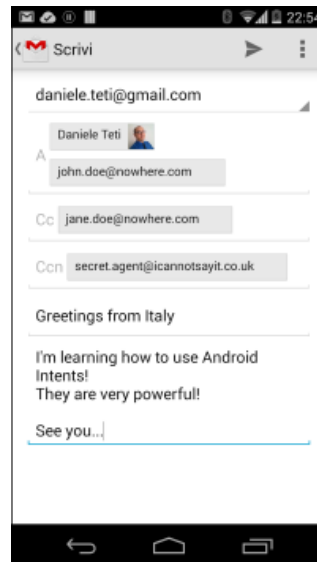 22:54
Scrivi
daniele.teti@gmail.com
Daniele Teti
A
john.doe@nowhere.com
Cc jane.doe@nowhere.com
Ccn secret.agent@icannotsayit.co.uk
Greetings from Italy
I'm learning how to use Android
Intents!
They are very powerful!
See you...